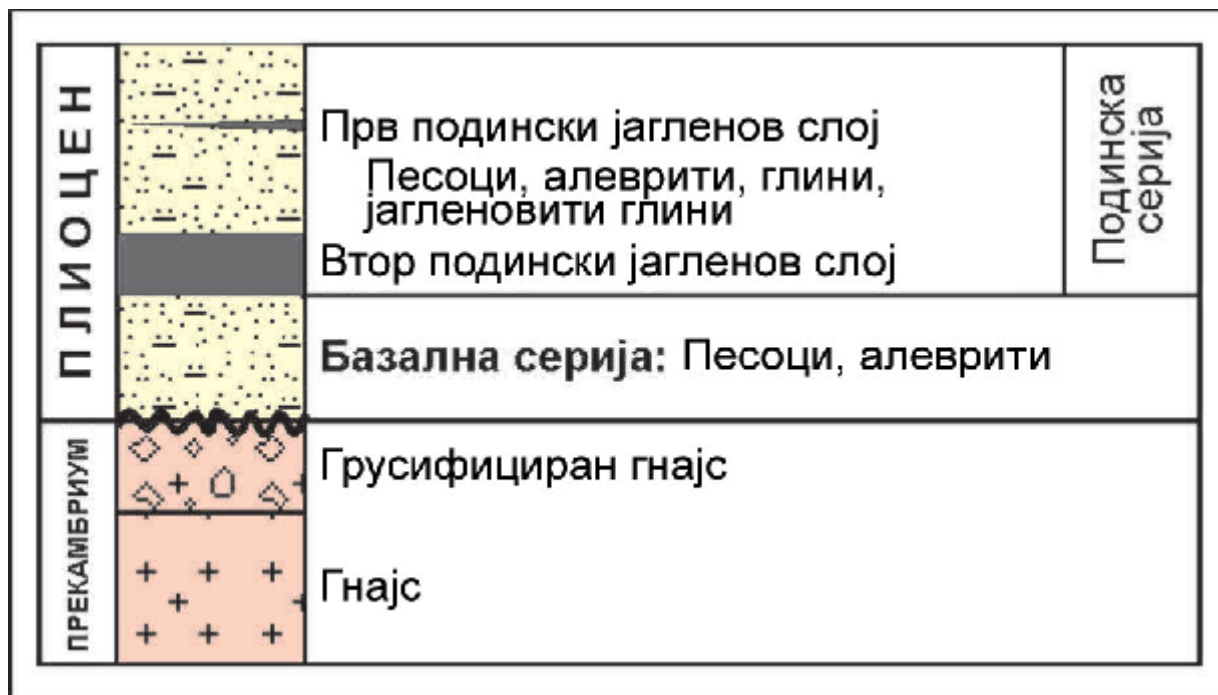 ПЛИОЦЕН
Прв подински јагленов слој
Песоци, алеврити, глини,
јагленовити глини
Втор подински јагленов слој
Подинска
серија
Базална серија: Песоци, алеврити
ПРЕКАМБРИУМ
Грусифициран гнајс
Гнајс